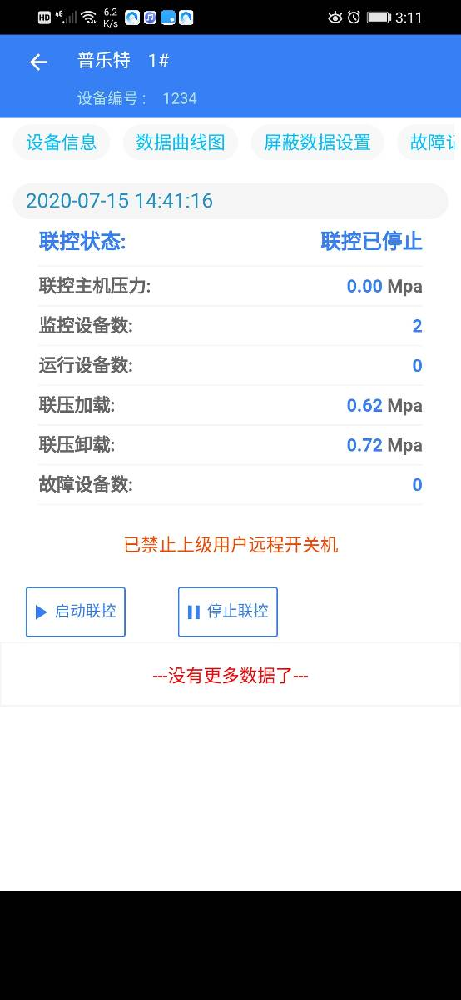 HD 4G 6.2 K/s 3:11
普乐特 1#
设备编号： 1234
设备信息 数据曲线图 屏蔽数据设置 故障
2020-07-15 14:41:16
联控状态: 联控已停止
联控主机压力: 0.00 Mpa
监控设备数: 2
运行设备数: 0
联压加载: 0.62 Mpa
联压卸载: 0.72 Mpa
故障设备数: 0
已禁止上级用户远程开关机
启动联控 停止联控
---没有更多数据了---